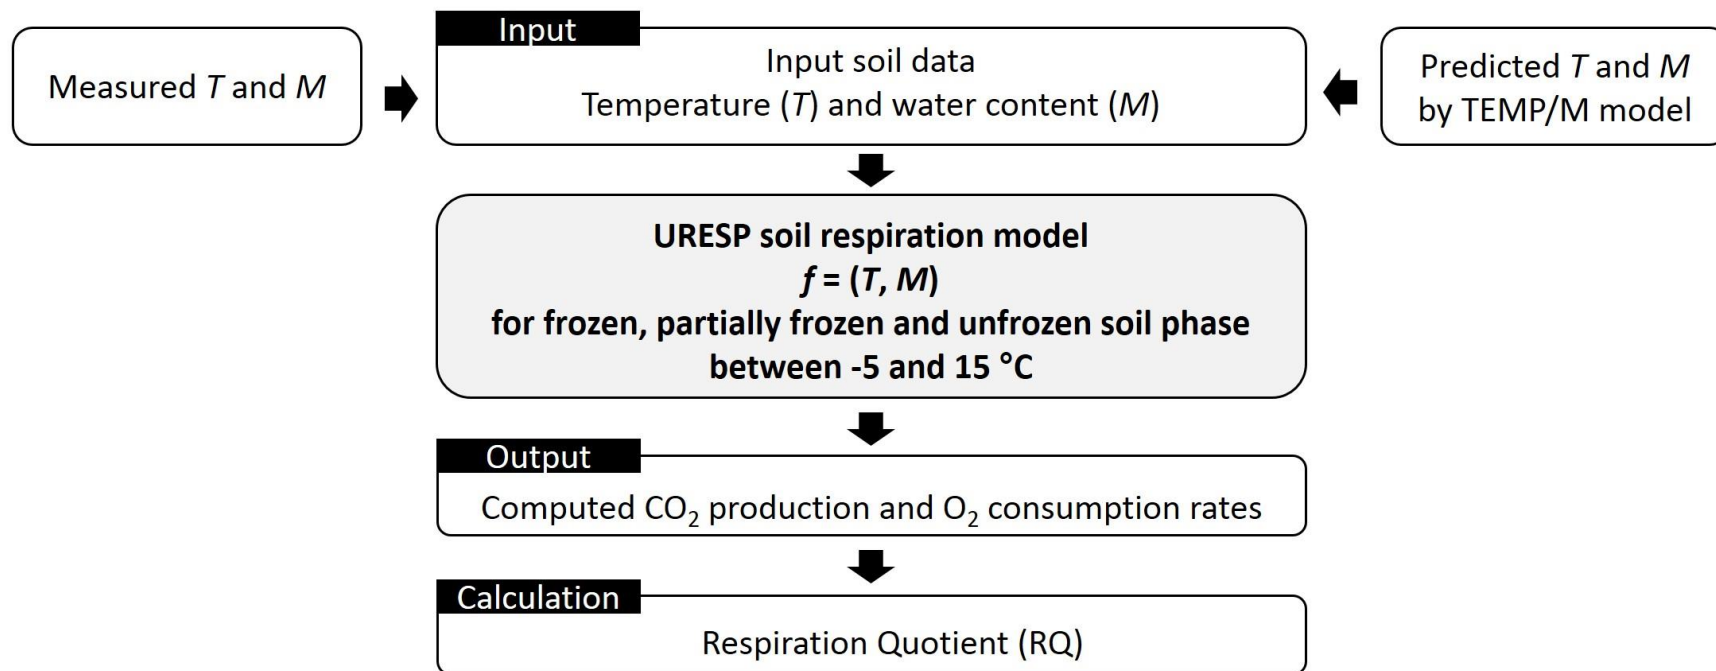 Measured T and M
Input
Input soil data
Temperature (T) and water content (M)
Predicted T and M
by TEMP/M model
URESP soil respiration model
f = (T, M)
for frozen, partially frozen and unfrozen soil phase
between -5 and 15 °C
Output
Computed CO₂ production and O₂ consumption rates
Calculation
Respiration Quotient (RQ)